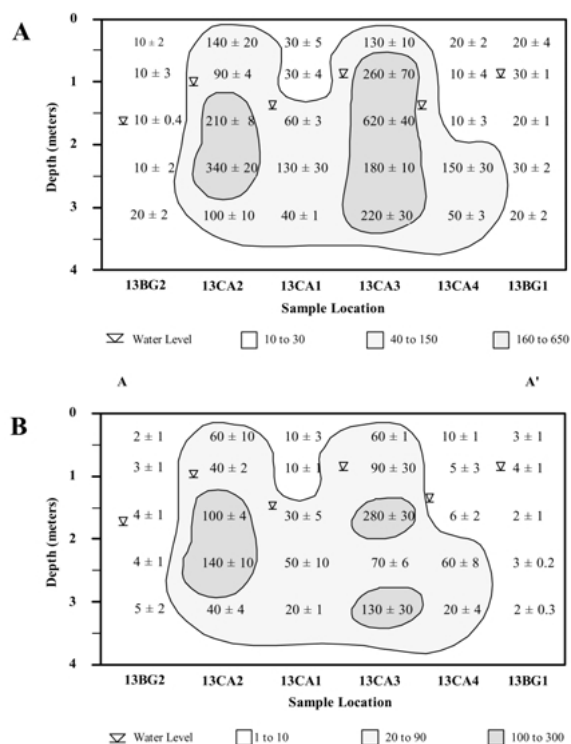 A
0
10 ± 2 140 ± 20 30 ± 5 130 ± 10 20 ± 2 20 ± 4
1
10 ± 3 90 ± 4 30 ± 4 260 ± 70 10 ± 4 30 ± 1
10 ± 0.4 210 ± 8 60 ± 3 620 ± 40 10 ± 3 20 ± 1
2
10 ± 2 340 ± 20 130 ± 30 180 ± 10 150 ± 30 30 ± 2
3
20 ± 2 100 ± 10 40 ± 1 220 ± 30 50 ± 3 20 ± 2
4
Depth (meters)
13BG2 13CA2 13CA1 13CA3 13CA4 13BG1
Sample Location
Water Level 10 to 30 40 to 150 160 to 650
A A'
B
0
2 ± 1 60 ± 10 10 ± 3 60 ± 1 10 ± 1 3 ± 1
1
3 ± 1 40 ± 2 10 ± 1 90 ± 30 5 ± 3 4 ± 1
4 ± 1 100 ± 4 30 ± 5 280 ± 30 6 ± 2 2 ± 1
2
4 ± 1 140 ± 10 50 ± 10 70 ± 6 60 ± 8 3 ± 0.2
3
5 ± 2 40 ± 4 20 ± 1 130 ± 30 20 ± 4 2 ± 0.3
4
Depth (meters)
13BG2 13CA2 13CA1 13CA3 13CA4 13BG1
Sample Location
Water Level 1 to 10 20 to 90 100 to 300